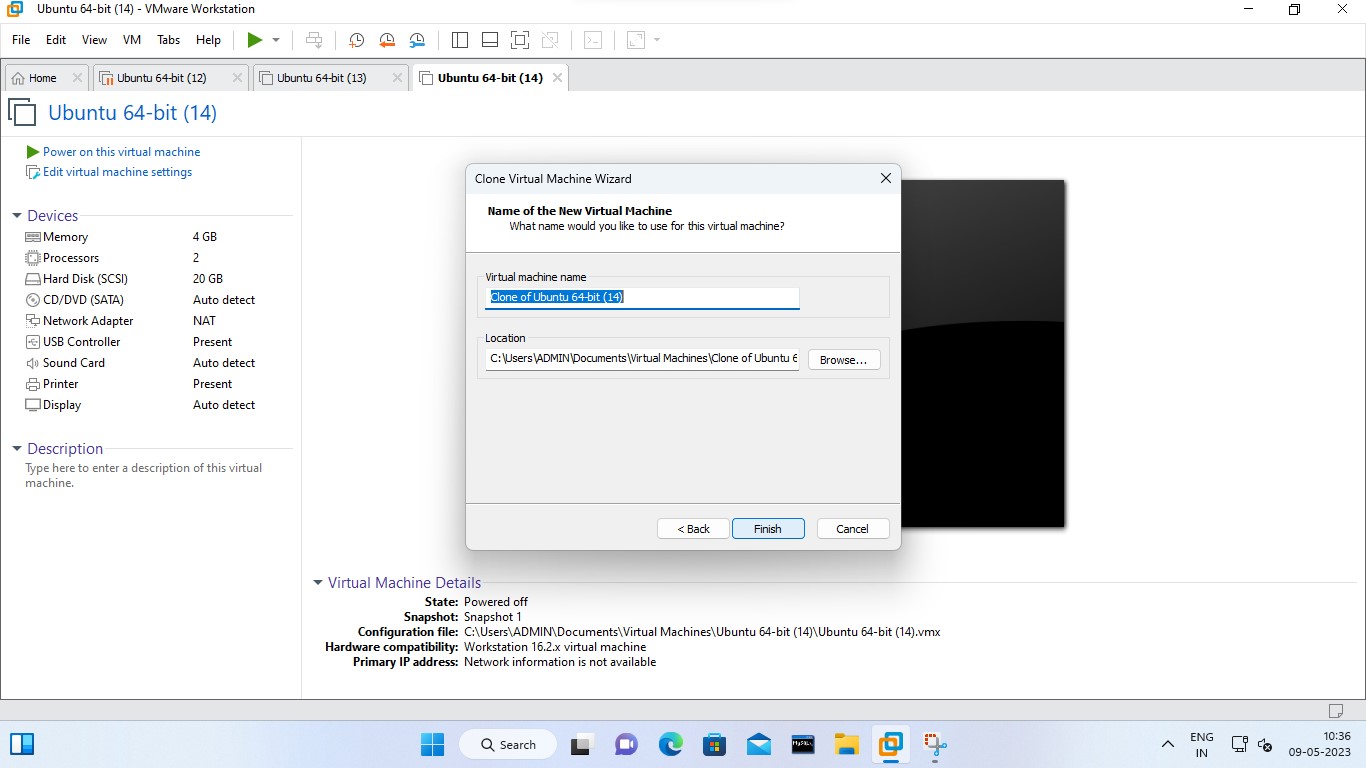 Ubuntu 64-bit (14) - VMware Workstation
File Edit View VM Tabs Help
Home Ubuntu 64-bit (12) Ubuntu 64-bit (13) Ubuntu 64-bit (14)
Ubuntu 64-bit (14)
Power on this virtual machine
Edit virtual machine settings
Devices
Memory 4 GB
Processors 2
Hard Disk (SCSI) 20 GB
CD/DVD (SATA) Auto detect
Network Adapter NAT
USB Controller Present
Sound Card Auto detect
Printer Present
Display Auto detect
Description
Type here to enter a description of this virtual
machine.
Clone Virtual Machine Wizard
Name of the New Virtual Machine
What name would you like to use for this virtual machine?
Virtual machine name
Clone of Ubuntu 64-bit (14)
Location
C:\Users\ADMIN\Documents\Virtual Machines\Clone of Ubuntu 6 Browse...
< Back Finish Cancel
Virtual Machine Details
State: Powered off
Snapshot: Snapshot 1
Configuration file: C:\Users\ADMIN\Documents\Virtual Machines\Ubuntu 64-bit (14)\Ubuntu 64-bit (14).vmx
Hardware compatibility: Workstation 16.2.x virtual machine
Primary IP address: Network information is not available
Search
MySQL
ENG
IN
10:36
09-05-2023